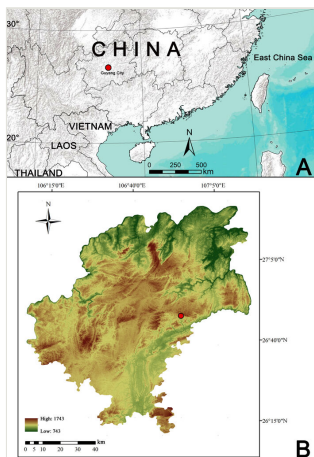 30°
CHINA
East China Sea
Guiyang City
VIETNAM
N
20°
LAOS
THAILAND
0 250 500
km
A
B
106°15'0"E 106°40'0"E 107°5'0"E
N
27°5'0"N
26°40'0"N
26°15'0"N
High: 1743
Low: 743
0 5 10 20 30 40
km
B